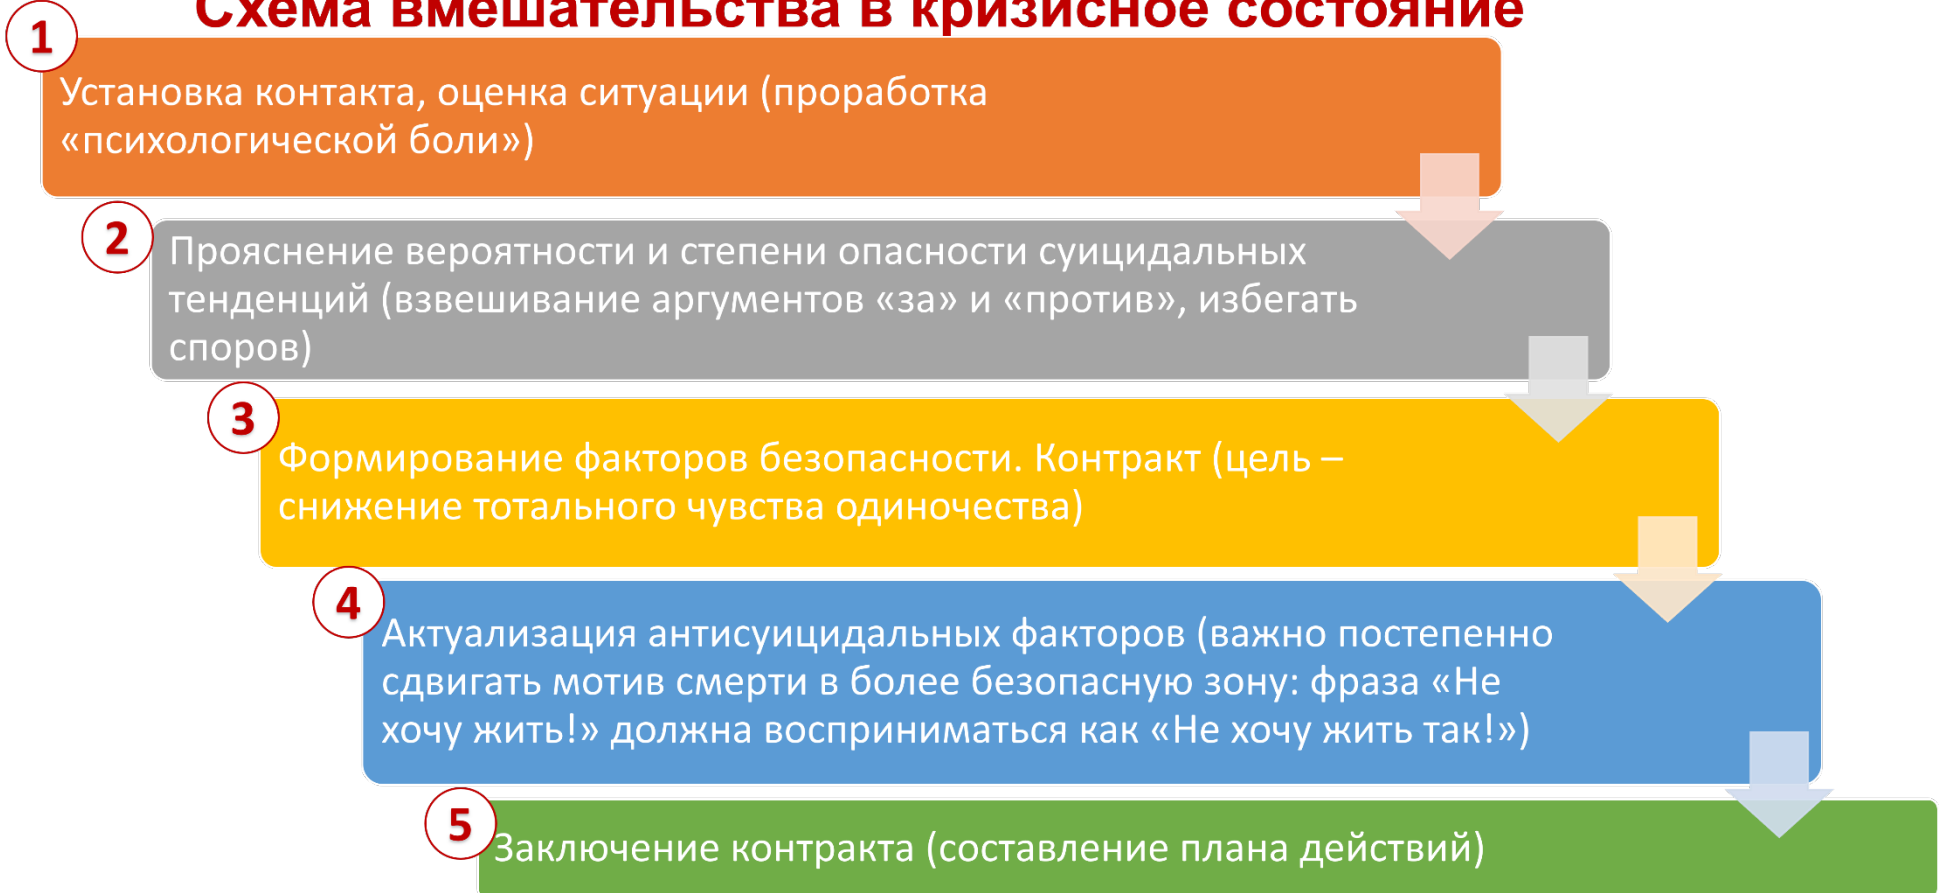 Схема вмешательства в кризисное состояние
1
Установка контакта, оценка ситуации (проработка
«психологической боли»)
2
Прояснение вероятности и степени опасности суицидальных
тенденций (взвешивание аргументов «за» и «против», избегать
споров)
3
Формирование факторов безопасности. Контракт (цель –
снижение тотального чувства одиночества)
4
Актуализация антисуицидальных факторов (важно постепенно
сдвигать мотив смерти в более безопасную зону: фраза «Не
хочу жить!» должна восприниматься как «Не хочу жить так!»)
5
Заключение контракта (составление плана действий)